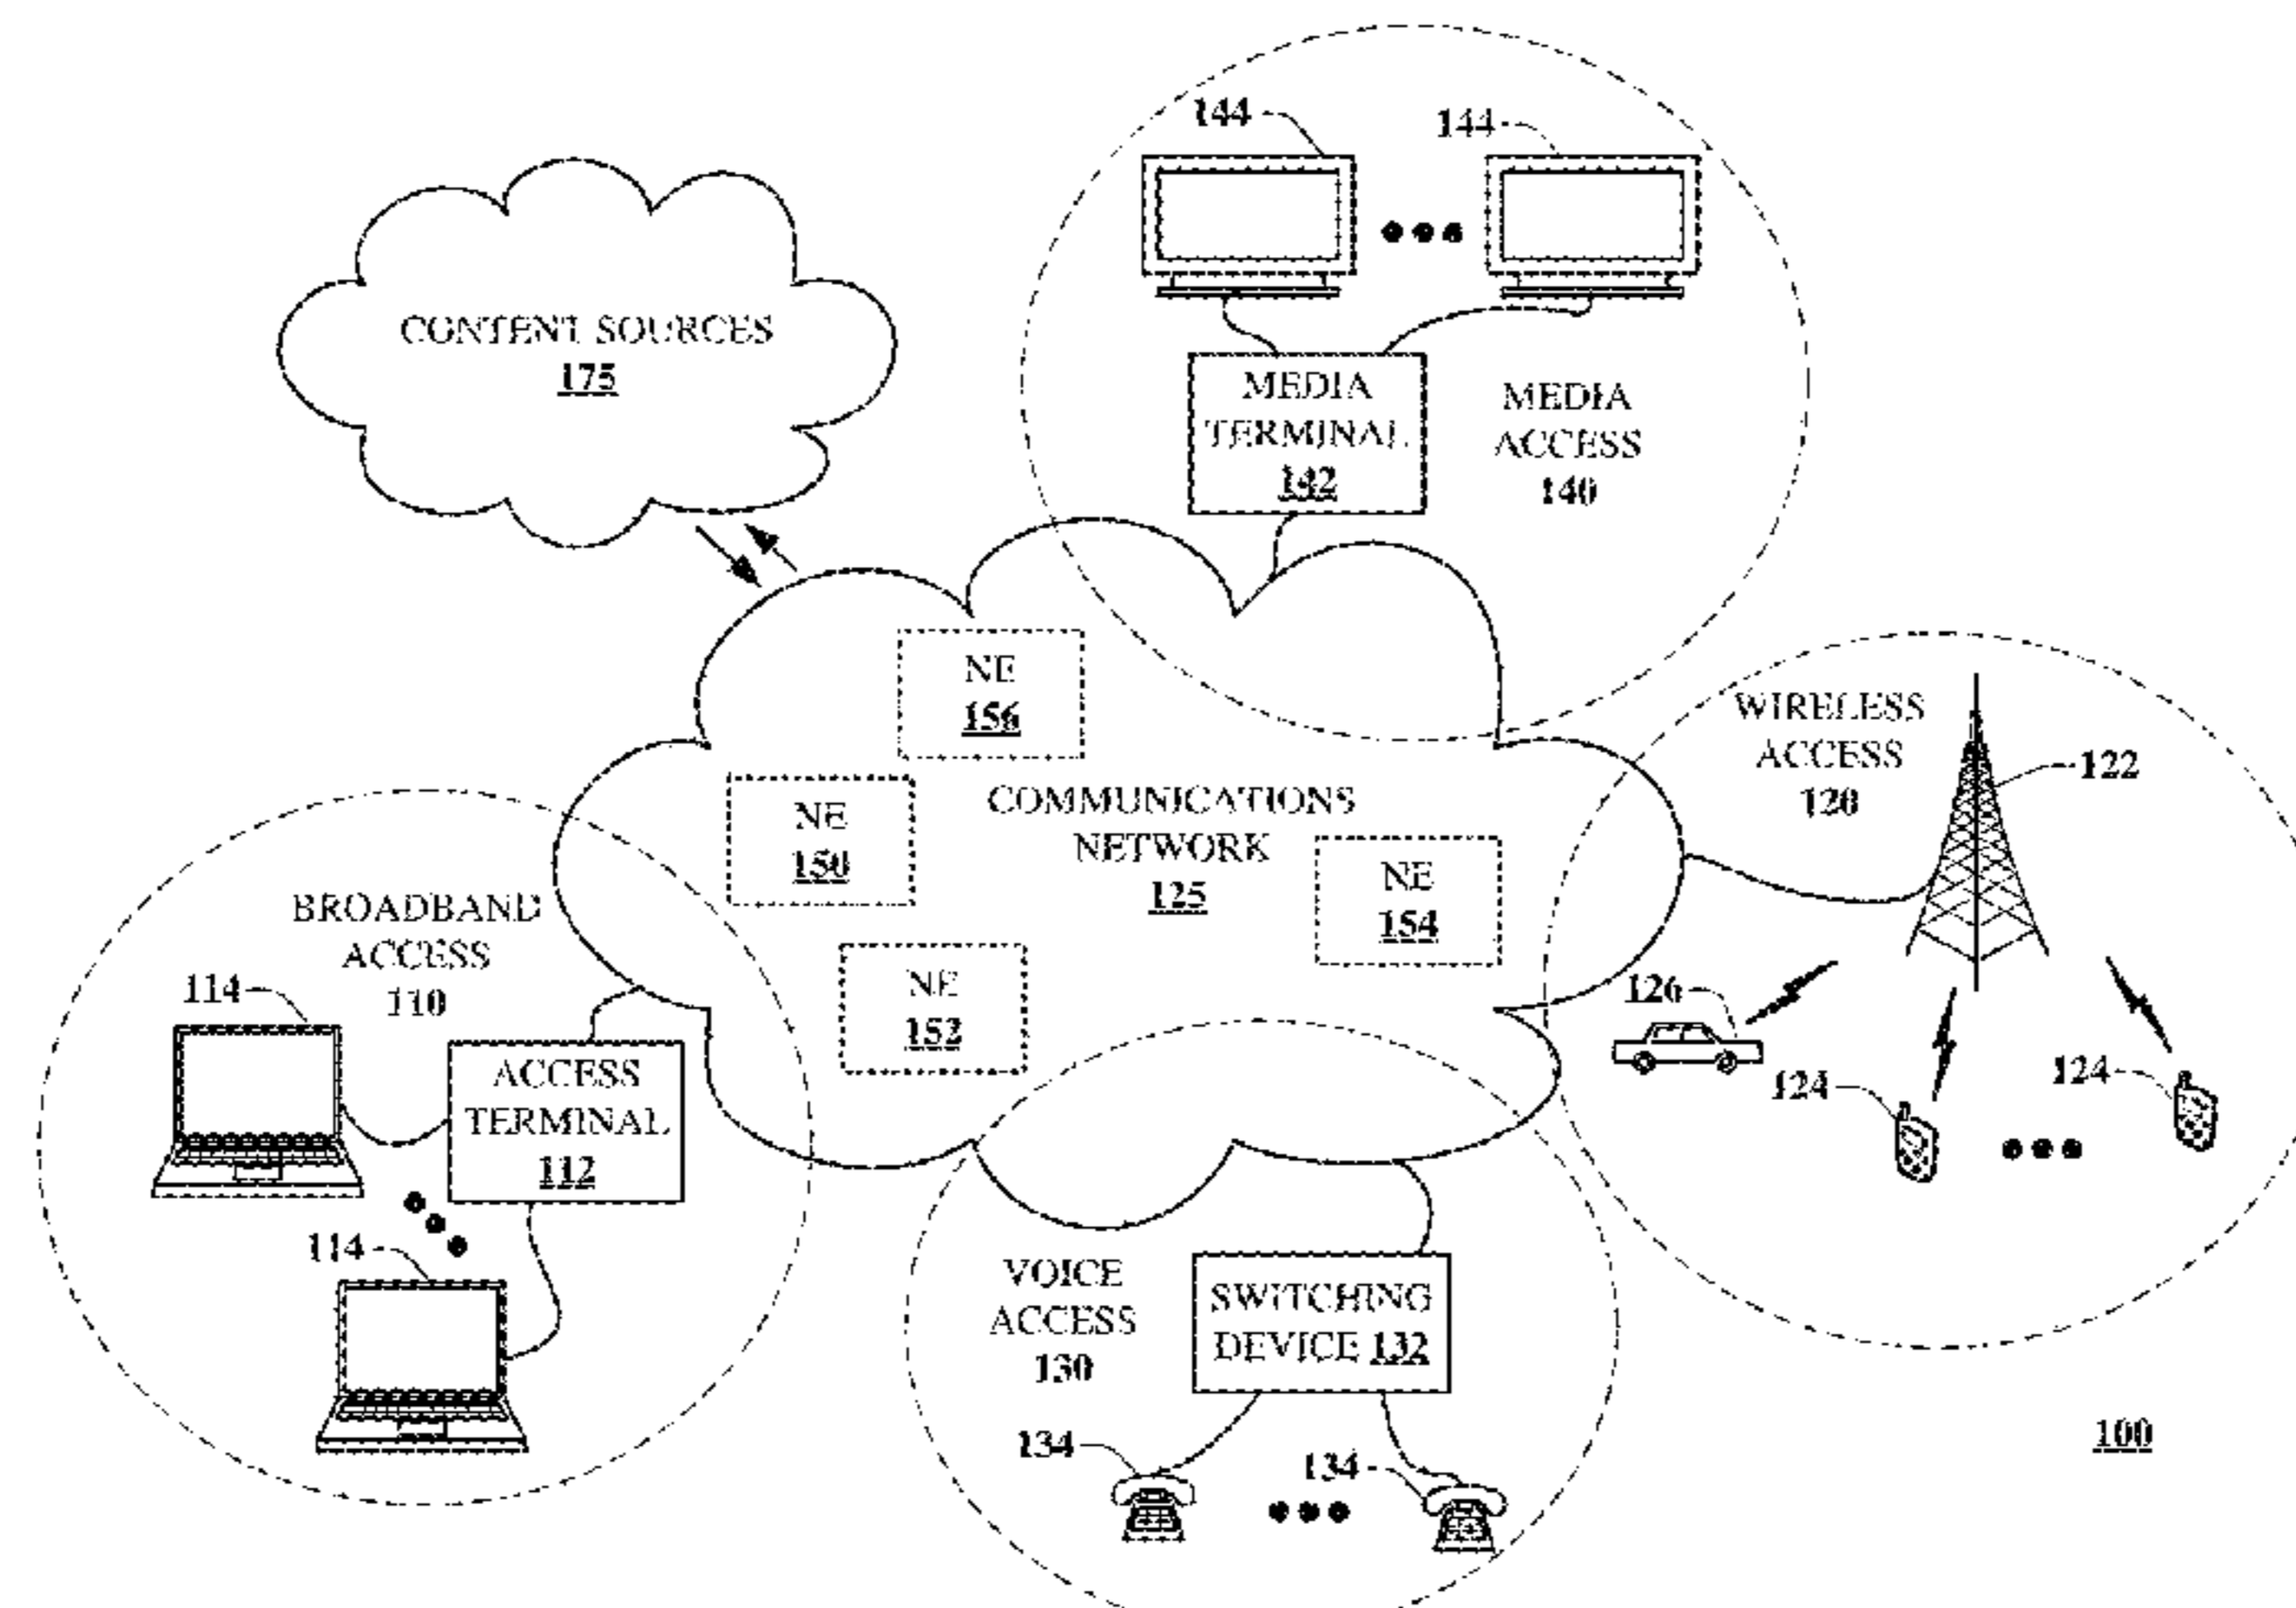 144
144
CONTENT SOURCES
175
MEDIA
TERMINAL
142
MEDIA
ACCESS
140
NE
156
WIRELESS
ACCESS
120
122
NE
150
COMMUNICATIONS
NETWORK
125
NE
154
BROADBAND
ACCESS
110
114
NE
152
126
ACCESS
TERMINAL
112
124
124
114
VOICE
ACCESS
130
SWITCHING
DEVICE 132
134
134
100